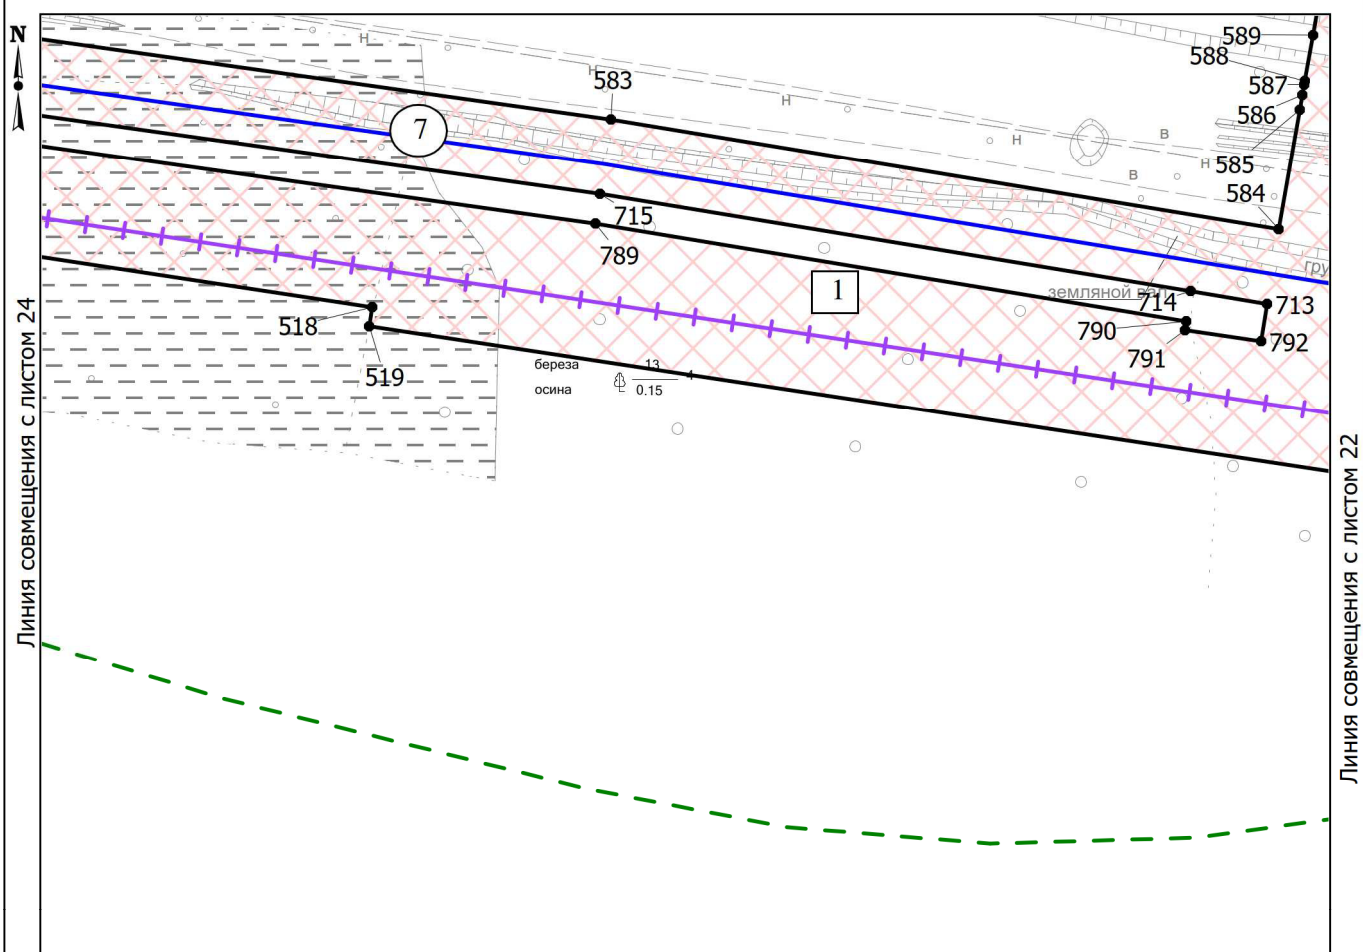 N
589
н
588
н
583
587
н
586
7
в
н
н
585
в
584
715
789
гру
1
земляной вал
714
713
518
790
792
791
519
береза
13
4
осина
0.15
Линия совмещения с листом 24
Линия совмещения с листом 22